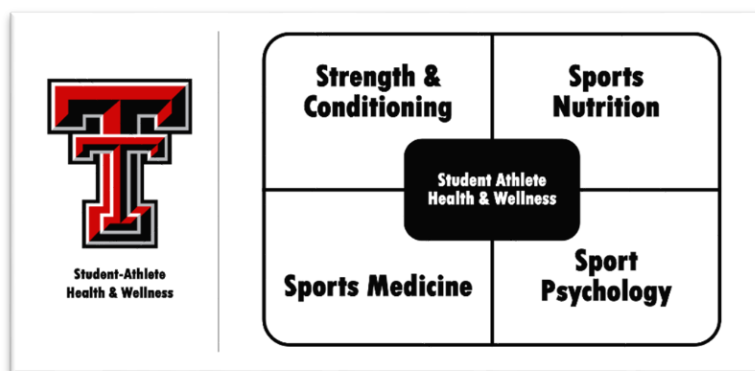 Student-Athlete
Health & Wellness
Strength &
Conditioning
Sports
Nutrition
Student Athlete
Health & Wellness
Sports Medicine
Sport
Psychology